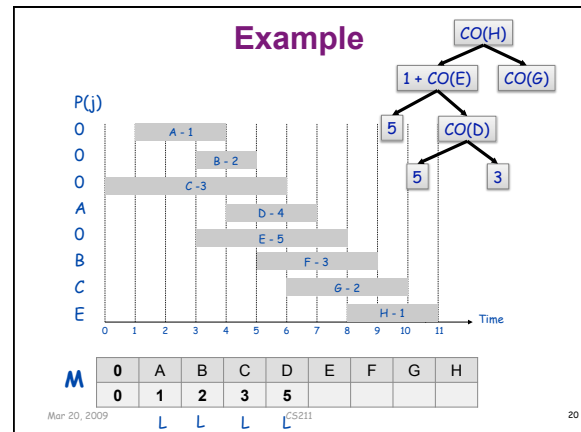 Example
CO(H)
1 + CO(E) CO(G)
5 CO(D)
5 3
P(j)
0 A - 1
0 B - 2
0 C -3
A D - 4
0 E - 5
B F - 3
C G - 2
E H - 1
Time
0 1 2 3 4 5 6 7 8 9 10 11
M 0 A B C D E F G H
0 1 2 3 5
L L L L
Mar 20, 2009 CS211 20